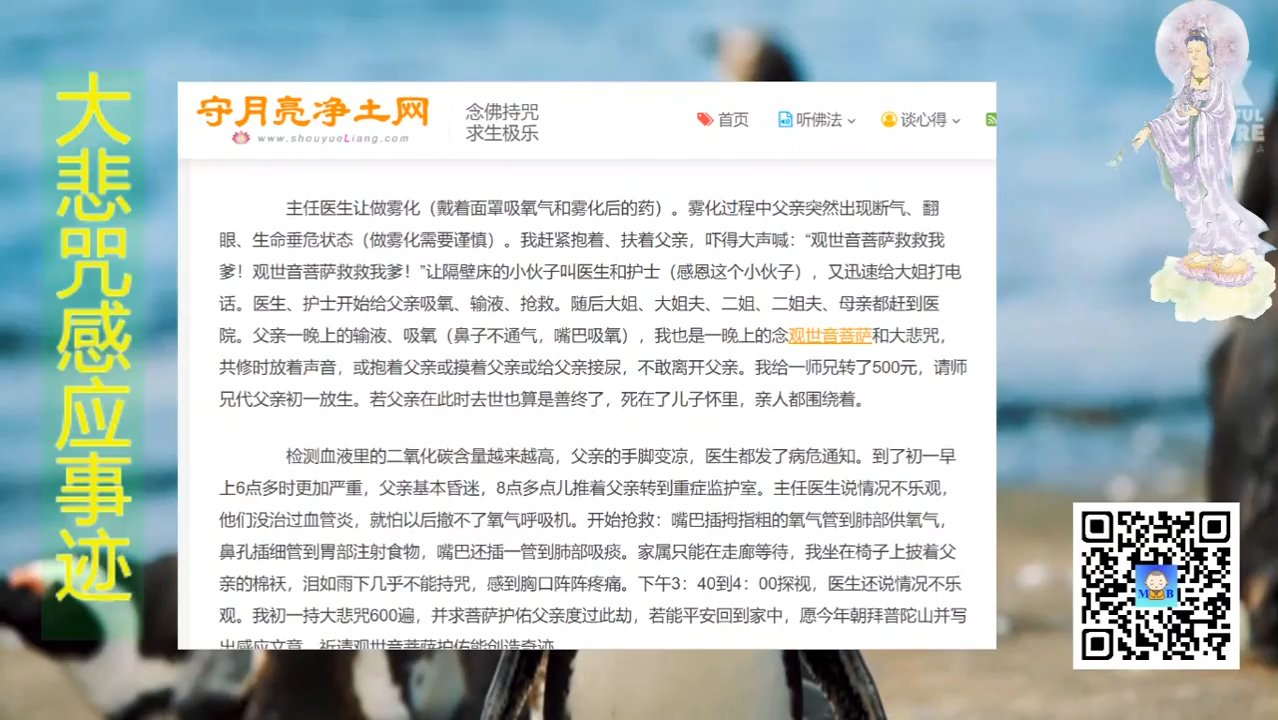 大悲咒感应事迹
守月亮净土网
www.shouyueLiang.com
念佛持咒
求生极乐
首页
听佛法
谈心得
主任医生让做雾化（戴着面罩吸氧气和雾化后的药）。雾化过程中父亲突然出现断气、翻
眼、生命垂危状态（做雾化需要谨慎）。我赶紧抱着、扶着父亲，吓得大声喊：“观世音菩萨救救我
爹！观世音菩萨救救我爹！”让隔壁床的小伙子叫医生和护士（感恩这个小伙子），又迅速给大姐打电
话。医生、护士开始给父亲吸氧、输液、抢救。随后大姐、大姐夫、二姐、二姐夫、母亲都赶到医
院。父亲一晚上的输液、吸氧（鼻子不通气，嘴巴吸氧），我也是一晚上的念观世音菩萨和大悲咒，
共修时放着声音，或抱着父亲或摸着父亲或给父亲接尿，不敢离开父亲。我给一师兄转了500元，请师
兄代父亲初一放生。若父亲在此时去世也算是善终了，死在了儿子怀里，亲人都围绕着。
检测血液里的二氧化碳含量越来越高，父亲的手脚变凉，医生都发了病危通知。到了初一早
上6点多时更加严重，父亲基本昏迷，8点多点儿推着父亲转到重症监护室。主任医生说情况不乐观，
他们没治过血管炎，就怕以后撤不了氧气呼吸机。开始抢救：嘴巴插拇指粗的氧气管到肺部供氧气，
鼻孔插细管到胃部注射食物，嘴巴还插一管到肺部吸痰。家属只能在走廊等待，我坐在椅子上披着父
亲的棉袄，泪如雨下几乎不能持咒，感到胸口阵阵疼痛。下午3：40到4：00探视，医生还说情况不乐
观。我初一持大悲咒600遍，并求菩萨护佑父亲度过此劫，若能平安回到家中，愿今年朝拜普陀山并写
出感应文章，祈请观世音菩萨护佑能创造奇迹
MB